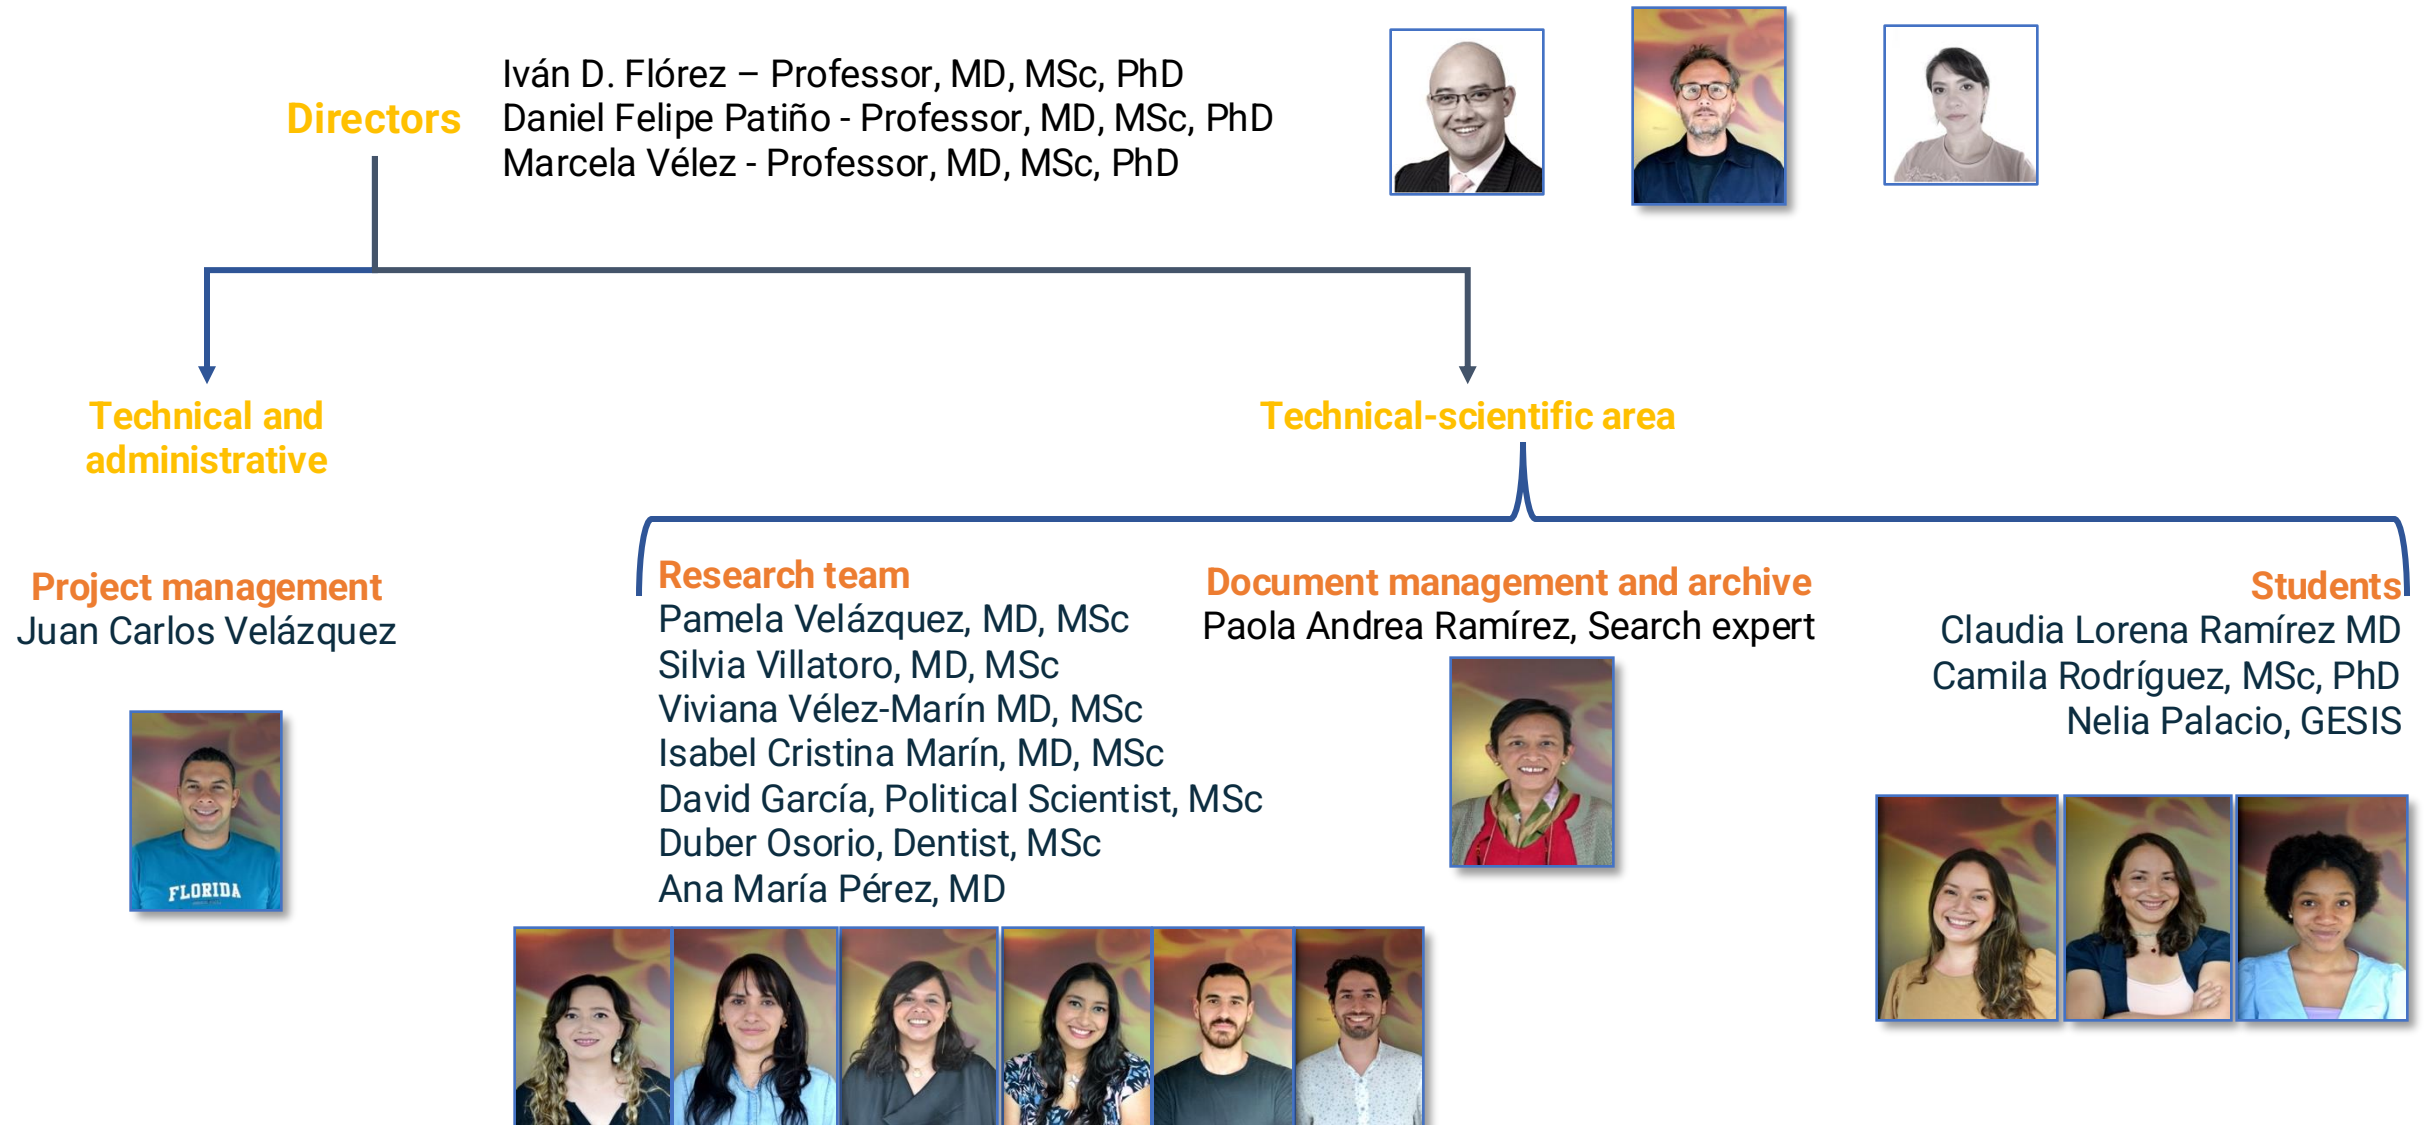 Directors
Iván D. Flórez – Professor, MD, MSc, PhD
Daniel Felipe Patiño - Professor, MD, MSc, PhD
Marcela Vélez - Professor, MD, MSc, PhD
Technical and
administrative
Technical-scientific area
Project management
Juan Carlos Velázquez
FLORIDA
Research team
Pamela Velázquez, MD, MSc
Silvia Villatoro, MD, MSc
Viviana Vélez-Marín MD, MSc
Isabel Cristina Marín, MD, MSc
David García, Political Scientist, MSc
Duber Osorio, Dentist, MSc
Ana María Pérez, MD
Document management and archive
Paola Andrea Ramírez, Search expert
Students
Claudia Lorena Ramírez MD
Camila Rodríguez, MSc, PhD
Nelia Palacio, GESIS